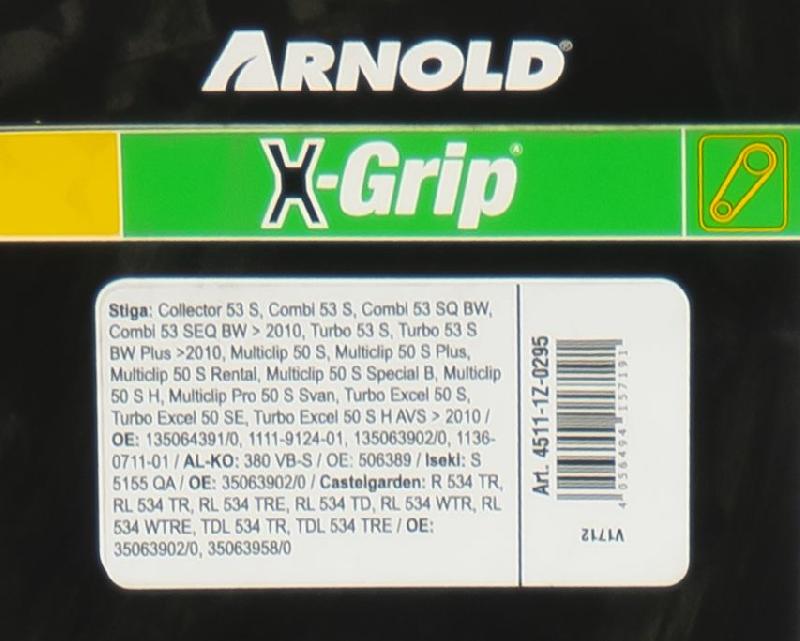 ARNOLD®
X-Grip®
Stiga: Collector 53 S, Combi 53 S, Combi 53 SQ BW,
Combi 53 SEQ BW > 2010, Turbo 53 S, Turbo 53 S
BW Plus >2010, Multiclip 50 S, Multiclip 50 S Plus,
Multiclip 50 S Rental, Multiclip 50 S Special B, Multiclip
50 S H, Multiclip Pro 50 S Svan, Turbo Excel 50 S,
Turbo Excel 50 SE, Turbo Excel 50 S H AVS > 2010 /
OE: 135064391/0, 1111-9124-01, 135063902/0, 1136-
0711-01 / AL-KO: 380 VB-S / OE: 506389 / Iseki: S
5155 QA / OE: 35063902/0 / Castelgarden: R 534 TR,
RL 534 TR, RL 534 TRE, RL 534 TD, RL 534 WTR, RL
534 WTRE, TDL 534 TR, TDL 534 TRE / OE:
35063902/0, 35063958/0
Art. 4511-1Z-0295
4 056494 157191
V1712